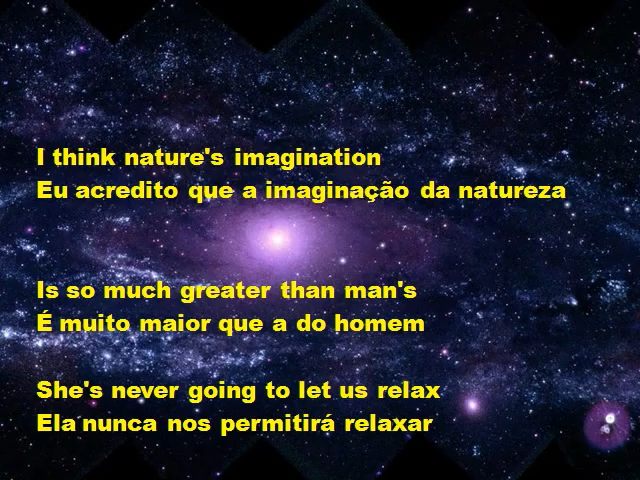 I think nature's imagination
Eu acredito que a imaginação da natureza
Is so much greater than man's
É muito maior que a do homem
She's never going to let us relax
Ela nunca nos permitirá relaxar